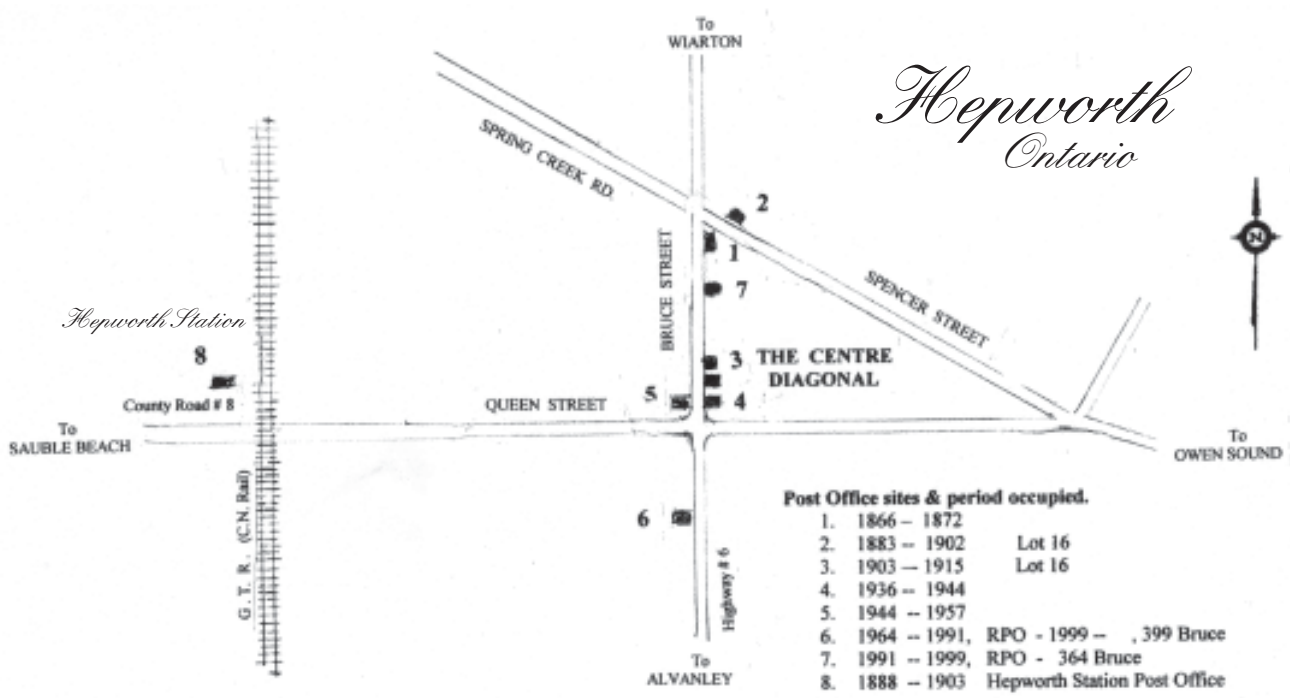 To
WIARTON
Hepworth
Ontario
SPRING CREEK RD.
2
1
BRUCE STREET
7
SPENCER STREET
N
Hepworth Station
8
3 THE CENTRE
DIAGONAL
County Road # 8
QUEEN STREET
5
4
To
SAUBLE BEACH
To
OWEN SOUND
G. T. R. (C.N. Rail)
6
Highway # 6
To
ALVANLEY
Post Office sites & period occupied.
1. 1866 – 1872
2. 1883 -- 1902 Lot 16
3. 1903 -- 1915 Lot 16
4. 1936 -- 1944
5. 1944 -- 1957
6. 1964 -- 1991, RPO - 1999 -- , 399 Bruce
7. 1991 -- 1999, RPO - 364 Bruce
8. 1888 -- 1903 Hepworth Station Post Office